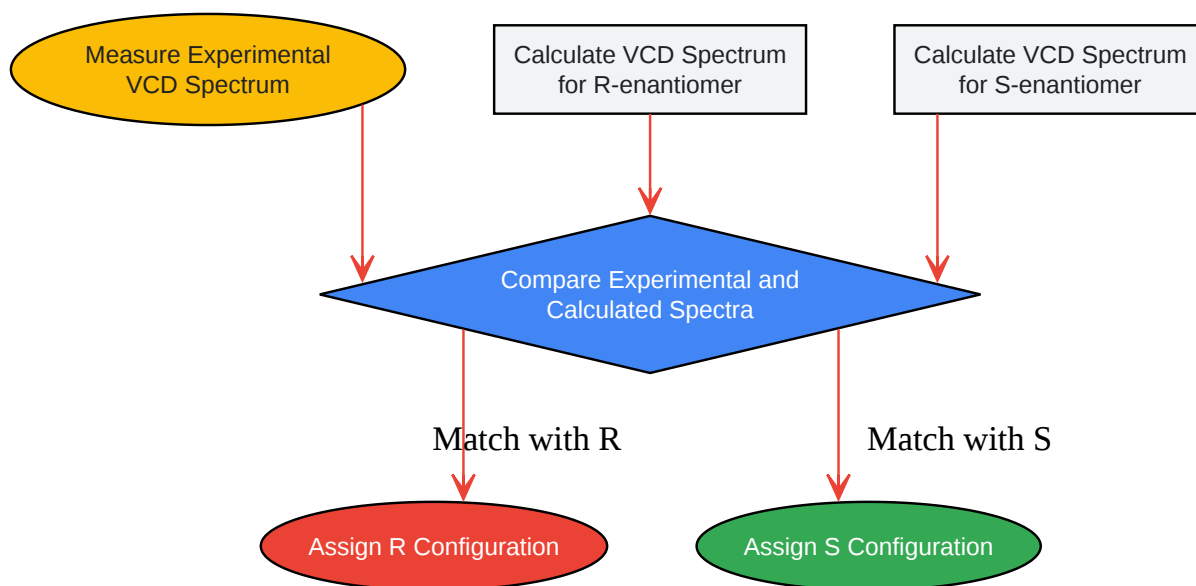 Measure Experimental
VCD Spectrum
Calculate VCD Spectrum
for R-enantiomer
Calculate VCD Spectrum
for S-enantiomer
Compare Experimental and
Calculated Spectra
Match with R
Match with S
Assign R Configuration
Assign S Configuration